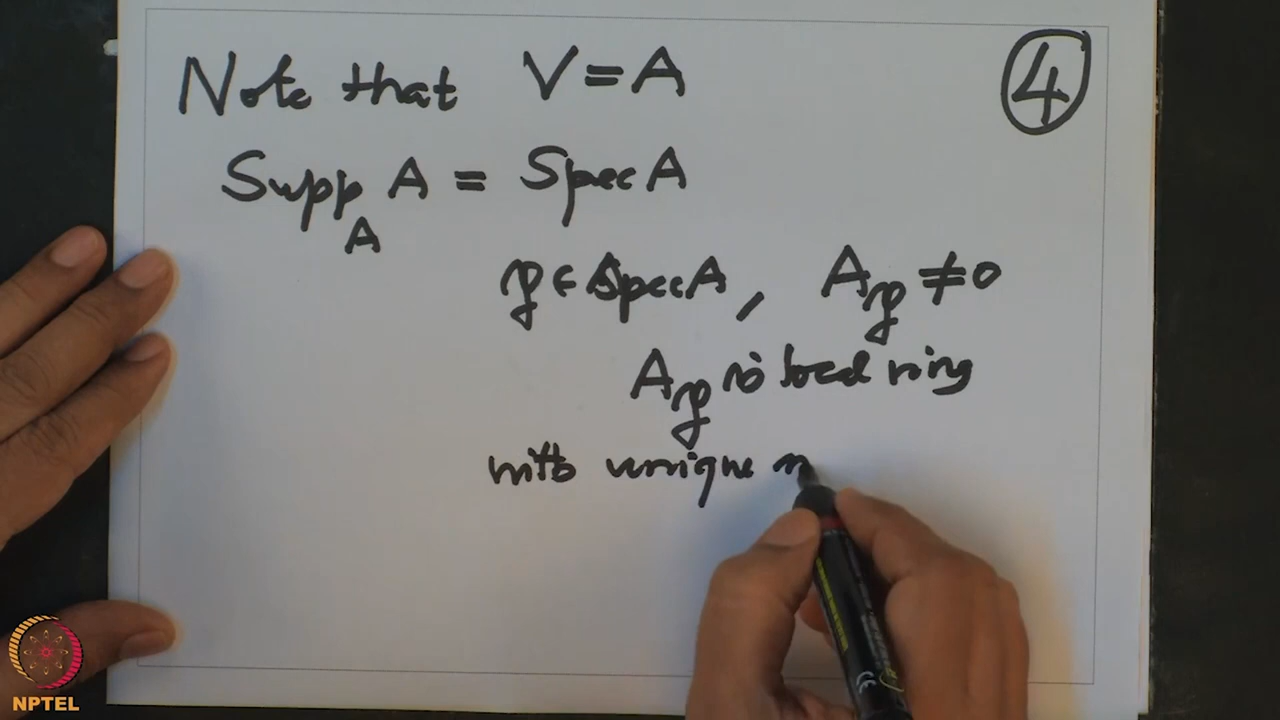 Note that V = A
④
Supp_A A = Spec A
𝔭 ∈ Spec A, A_𝔭 ≠ 0
A_𝔭 is local ring
with unique m
NPTEL